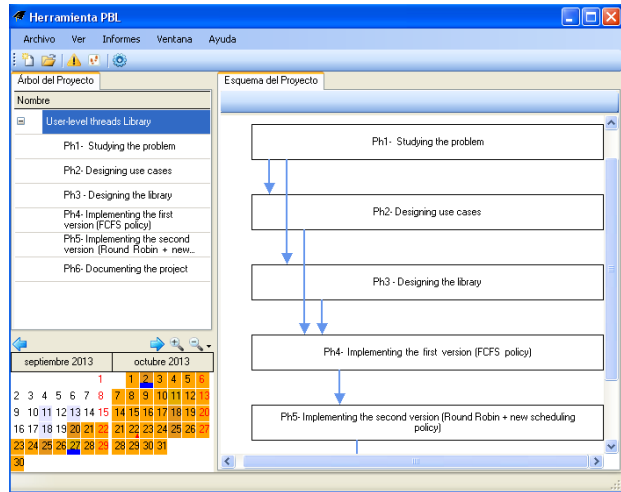 Herramienta PBL
Archivo Ver Informes Ventana Ayuda
Árbol del Proyecto
Nombre
User-level threads Library
Ph1- Studying the problem
Ph2- Designing use cases
Ph3 - Designing the library
Ph4- Implementing the first
version (FCFS policy)
Ph5- Implementing the second
version (Round Robin + new...
Ph6- Documenting the project
septiembre 2013 octubre 2013
1 1 2 3 4 5 6
2 3 4 5 6 7 8 7 8 9 10 11 12 13
9 10 11 12 13 14 15 14 15 16 17 18 19 20
16 17 18 19 20 21 22 21 22 23 24 25 26 27
23 24 25 26 27 28 29 28 29 30 31
30
Esquema del Proyecto
Ph1- Studying the problem
Ph2- Designing use cases
Ph3 - Designing the library
Ph4- Implementing the first version (FCFS policy)
Ph5- Implementing the second version (Round Robin + new scheduling
policy)